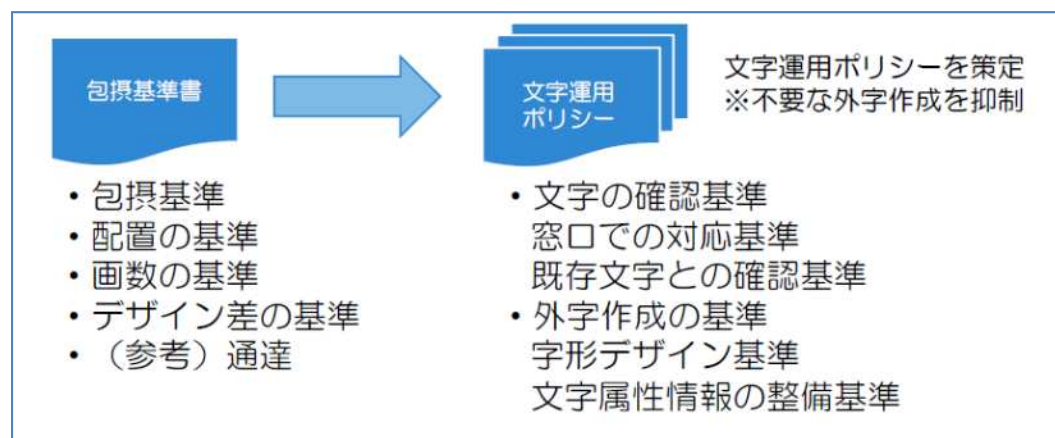 包摂基準書
文字運用
ポリシー
文字運用ポリシーを策定
※不要な外字作成を抑制
・包摂基準
・配置の基準
・画数の基準
・デザイン差の基準
・（参考）通達
・文字の確認基準
窓口での対応基準
既存文字との確認基準
・外字作成の基準
字形デザイン基準
文字属性情報の整備基準